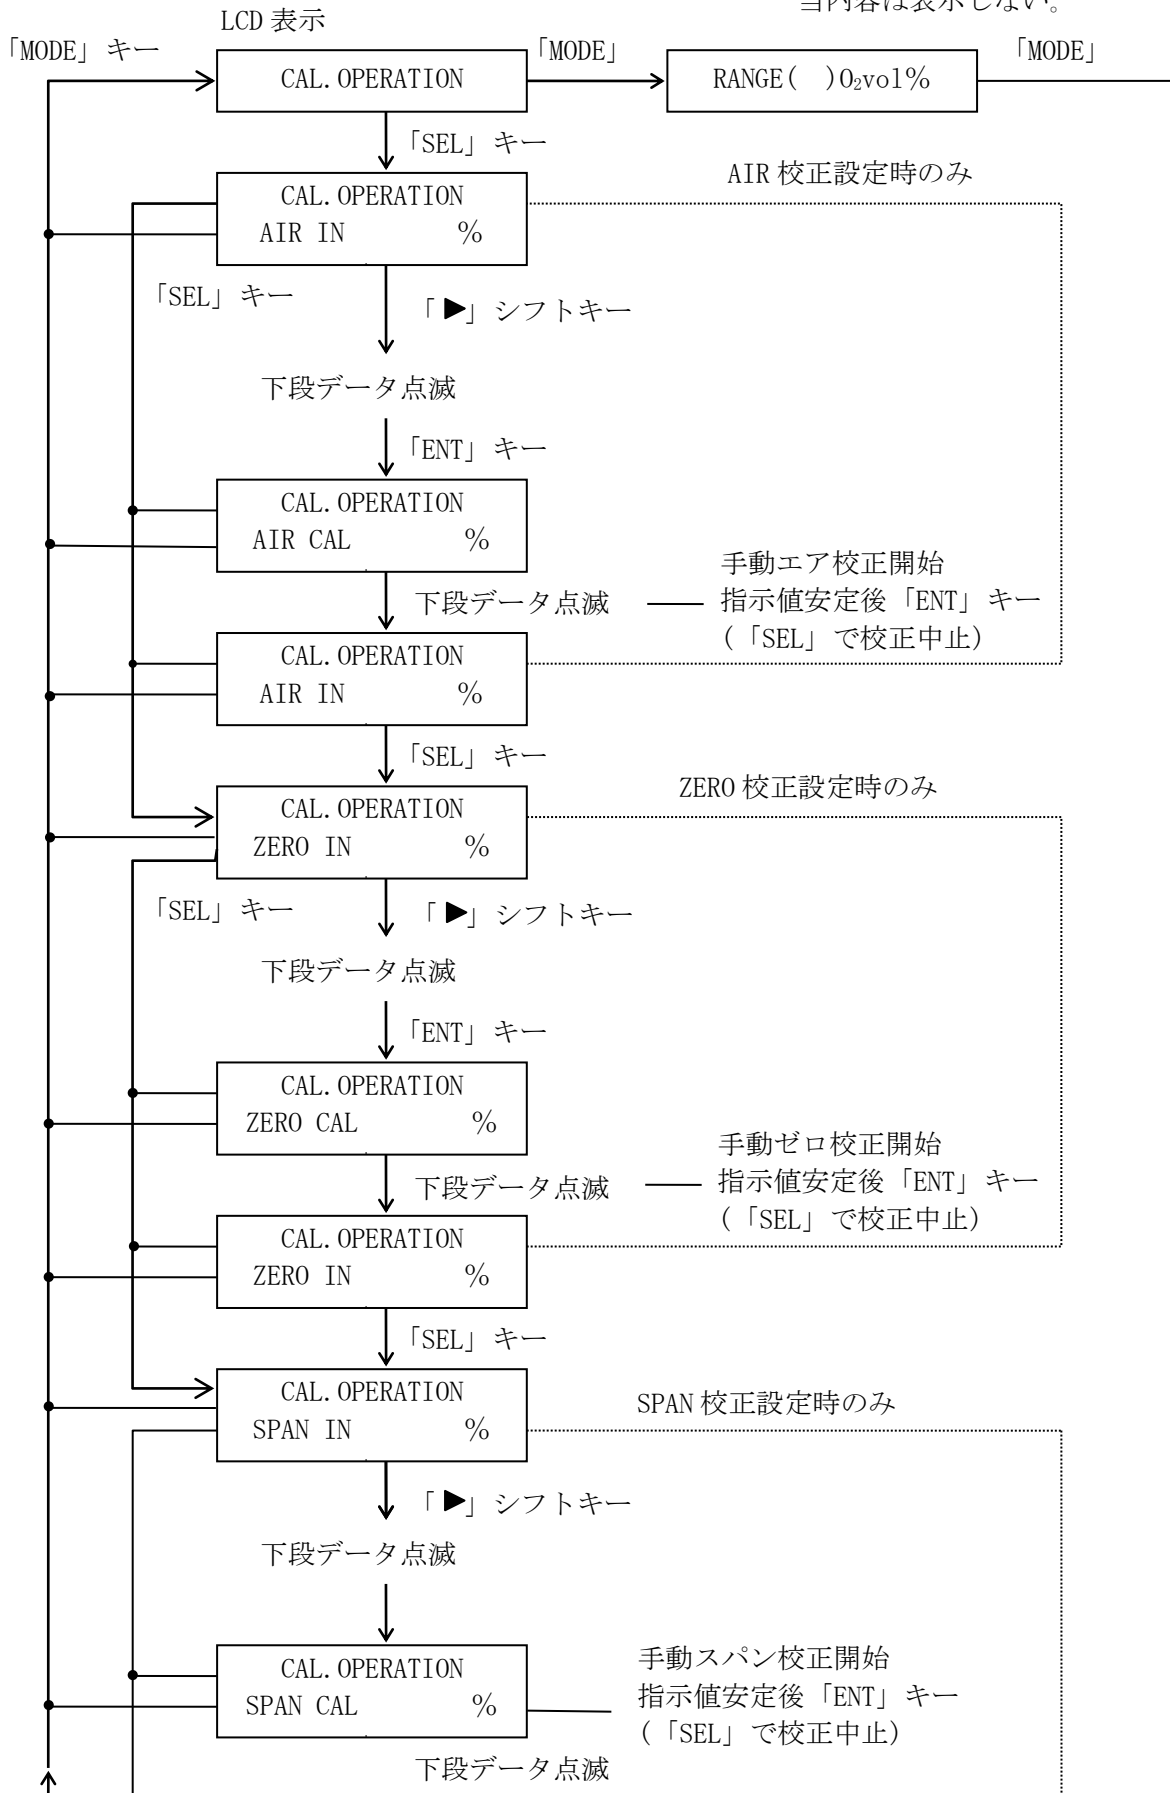 当内容は表示しない。
LCD 表示
「MODE」キー
「MODE」
「MODE」
CAL.OPERATION
RANGE(　)O₂vol%
「SEL」キー
AIR 校正設定時のみ
CAL.OPERATION
AIR IN　　　　%
「SEL」キー
「▶」シフトキー
下段データ点滅
「ENT」キー
CAL.OPERATION
AIR CAL　　　　%
下段データ点滅
手動エア校正開始
指示値安定後「ENT」キー
(「SEL」で校正中止)
CAL.OPERATION
AIR IN　　　　%
「SEL」キー
ZERO 校正設定時のみ
CAL.OPERATION
ZERO IN　　　　%
「SEL」キー
「▶」シフトキー
下段データ点滅
「ENT」キー
CAL.OPERATION
ZERO CAL　　　　%
下段データ点滅
手動ゼロ校正開始
指示値安定後「ENT」キー
(「SEL」で校正中止)
CAL.OPERATION
ZERO IN　　　　%
「SEL」キー
CAL.OPERATION
SPAN IN　　　　%
SPAN 校正設定時のみ
「▶」シフトキー
下段データ点滅
CAL.OPERATION
SPAN CAL　　　　%
手動スパン校正開始
指示値安定後「ENT」キー
(「SEL」で校正中止)
下段データ点滅